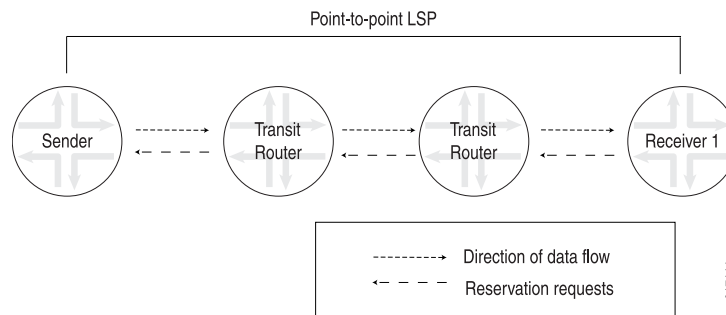 Point-to-point LSP
Sender
Transit
Router
Transit
Router
Receiver 1
Direction of data flow
Reservation requests